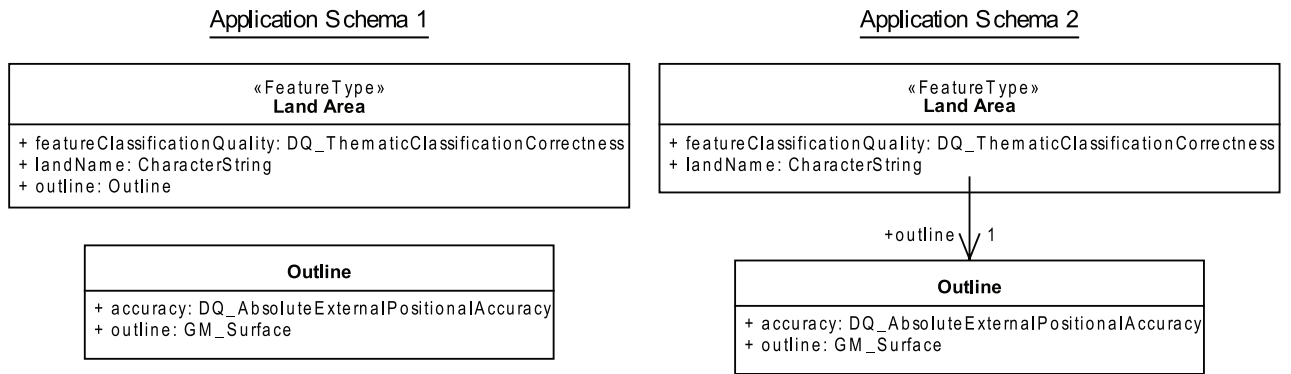 Application Schema 1
«FeatureType»
Land Area
+ featureClassificationQuality: DQ_ThematicClassificationCorrectness
+ landName: CharacterString
+ outline: Outline
Outline
+ accuracy: DQ_AbsoluteExternalPositionalAccuracy
+ outline: GM_Surface
Application Schema 2
«FeatureType»
Land Area
+ featureClassificationQuality: DQ_ThematicClassificationCorrectness
+ landName: CharacterString
+outline 1
Outline
+ accuracy: DQ_AbsoluteExternalPositionalAccuracy
+ outline: GM_Surface